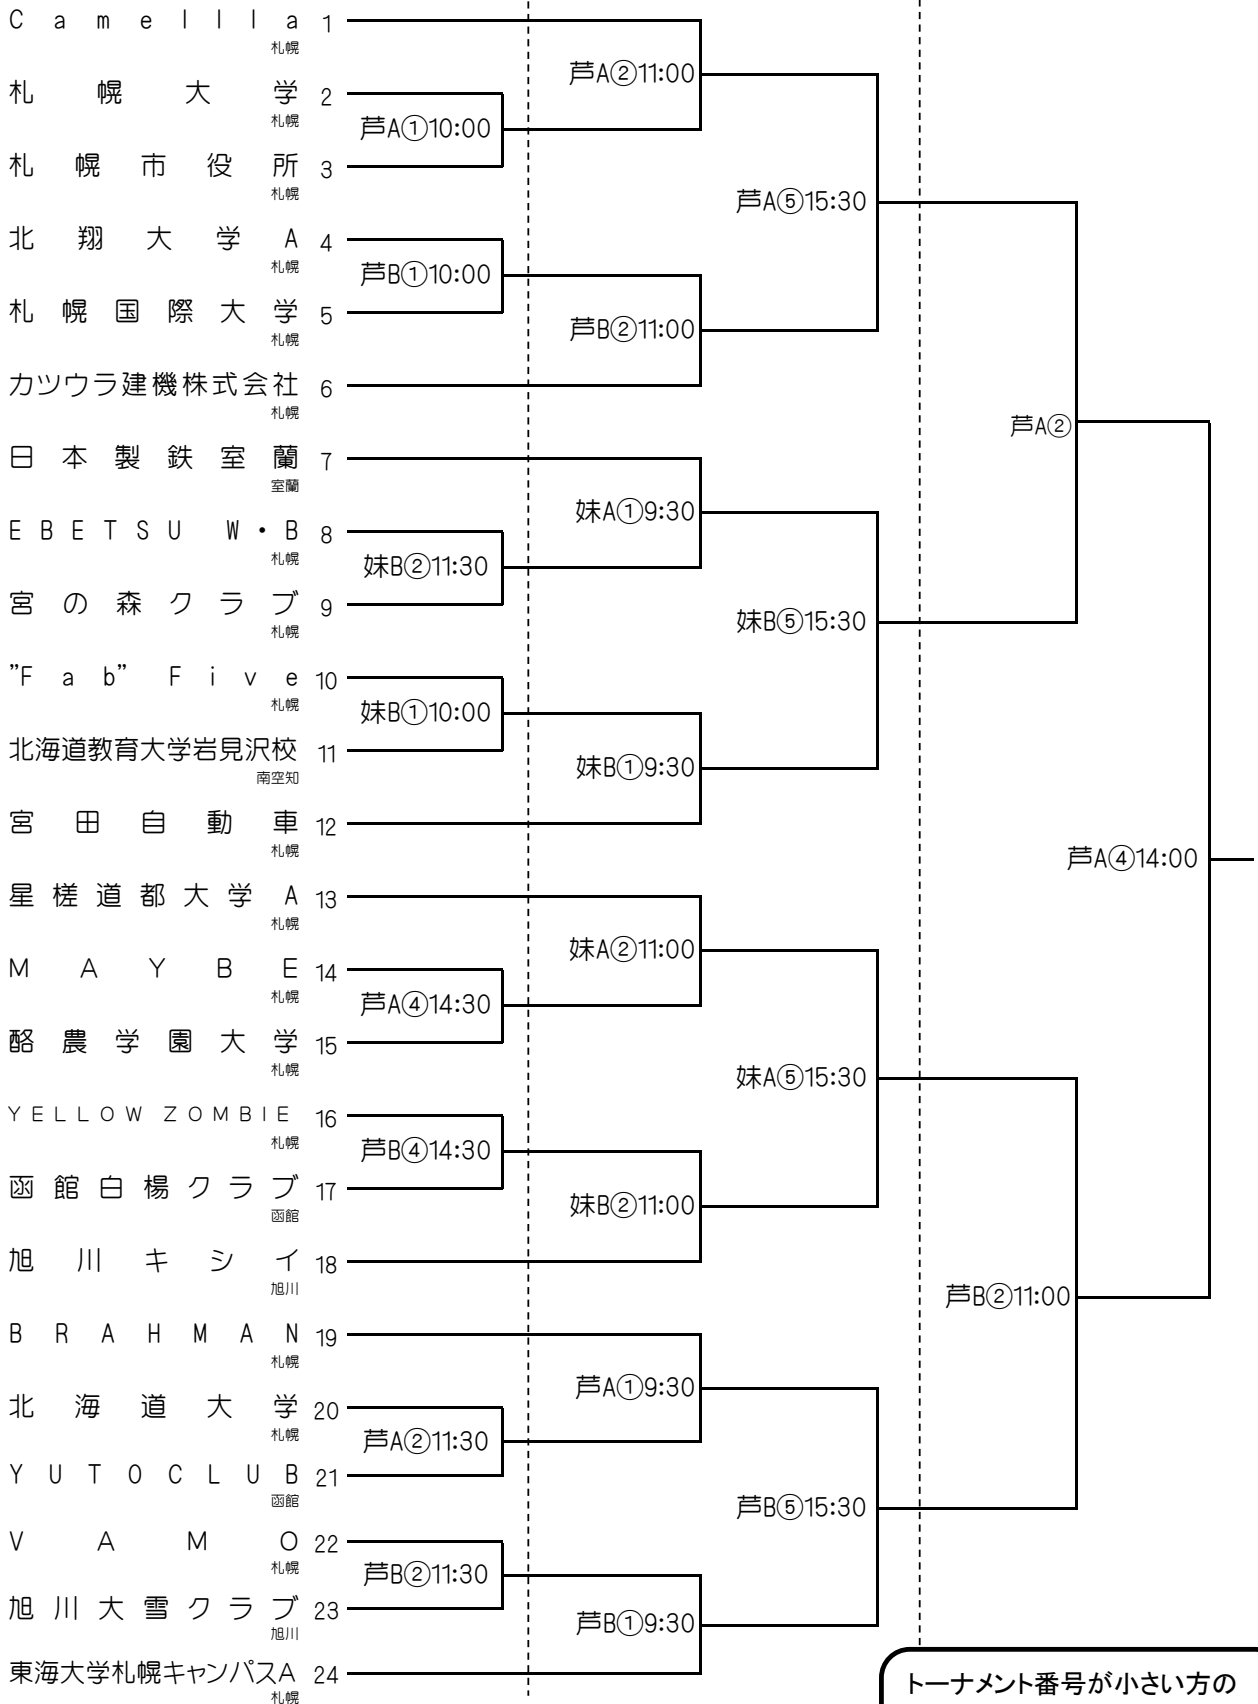 Camellla 1
札幌
芦A②11:00
札幌大学 2
札幌
芦A①10:00
札幌市役所 3
札幌
芦A⑤15:30
北翔大学A 4
札幌
芦B①10:00
札幌国際大学 5
札幌
芦B②11:00
カツウラ建機株式会社 6
札幌
芦A②
日本製鉄室蘭 7
室蘭
妹A①9:30
EBETSU W・B 8
札幌
妹B②11:30
宮の森クラブ 9
札幌
妹B⑤15:30
”Fab” Five 10
札幌
妹B①10:00
北海道教育大学岩見沢校 11
南空知
妹B①9:30
宮田自動車 12
札幌
芦A④14:00
星槎道都大学A 13
札幌
妹A②11:00
MAYBE 14
札幌
芦A④14:30
酪農学園大学 15
札幌
妹A⑤15:30
YELLOW ZOMBIE 16
札幌
芦B④14:30
函館白楊クラブ 17
函館
妹B②11:00
旭川キシイ 18
旭川
芦B②11:00
BRAHMAN 19
札幌
芦A①9:30
北海道大学 20
札幌
芦A②11:30
YUTOCLUB 21
函館
芦B⑤15:30
VAMO 22
札幌
芦B②11:30
旭川大雪クラブ 23
旭川
芦B①9:30
東海大学札幌キャンパスA 24
札幌
トーナメント番号が小さい方の